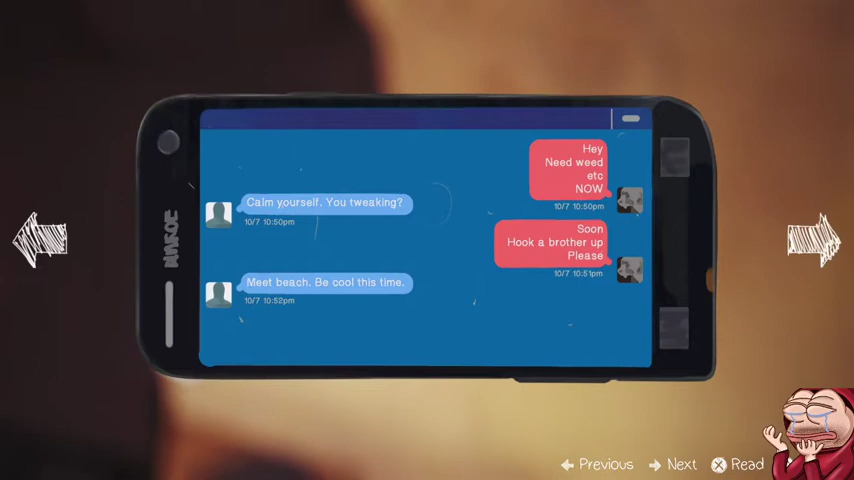 Hey
Need weed
etc
NOW
10/7 10:50pm
Calm yourself. You tweaking?
10/7 10:50pm
Soon
Hook a brother up
Please
10/7 10:51pm
Meet beach. Be cool this time.
10/7 10:52pm
Previous
Next
Read